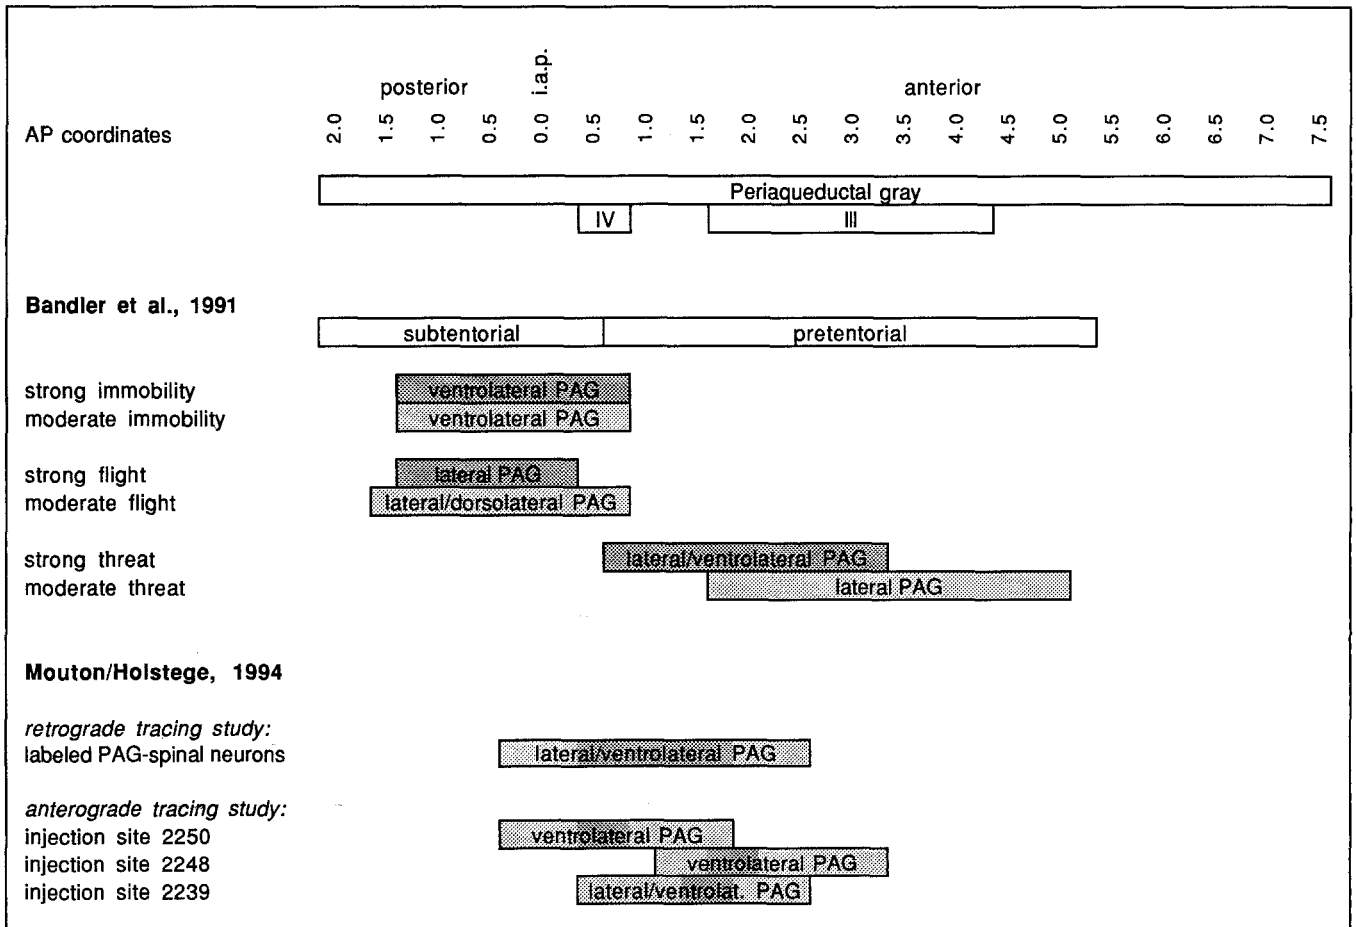 posterior i.a.p. anterior
AP coordinates 2.0 1.5 1.0 0.5 0.0 0.5 1.0 1.5 2.0 2.5 3.0 3.5 4.0 4.5 5.0 5.5 6.0 6.5 7.0 7.5
Periaqueductal gray
IV III
Bandler et al., 1991
subtentorial pretentorial
strong immobility ventrolateral PAG
moderate immobility ventrolateral PAG
strong flight lateral PAG
moderate flight lateral/dorsolateral PAG
strong threat lateral/ventrolateral PAG
moderate threat lateral PAG
Mouton/Holstege, 1994
retrograde tracing study:
labeled PAG-spinal neurons lateral/ventrolateral PAG
anterograde tracing study:
injection site 2250 ventrolateral PAG
injection site 2248 ventrolateral PAG
injection site 2239 lateral/ventrolat. PAG